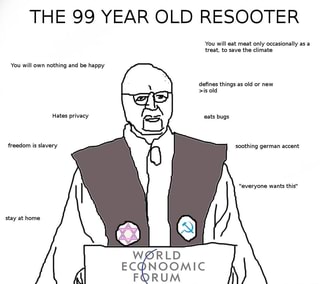 THE 99 YEAR OLD RESOOTER
You will eat meat only occasionally as a
treat, to save the climate
You will own nothing and be happy
defines things as old or new
>is old
Hates privacy
eats bugs
freedom is slavery
soothing german accent
"everyone wants this"
stay at home
WORLD
ECONOOMIC
FORUM